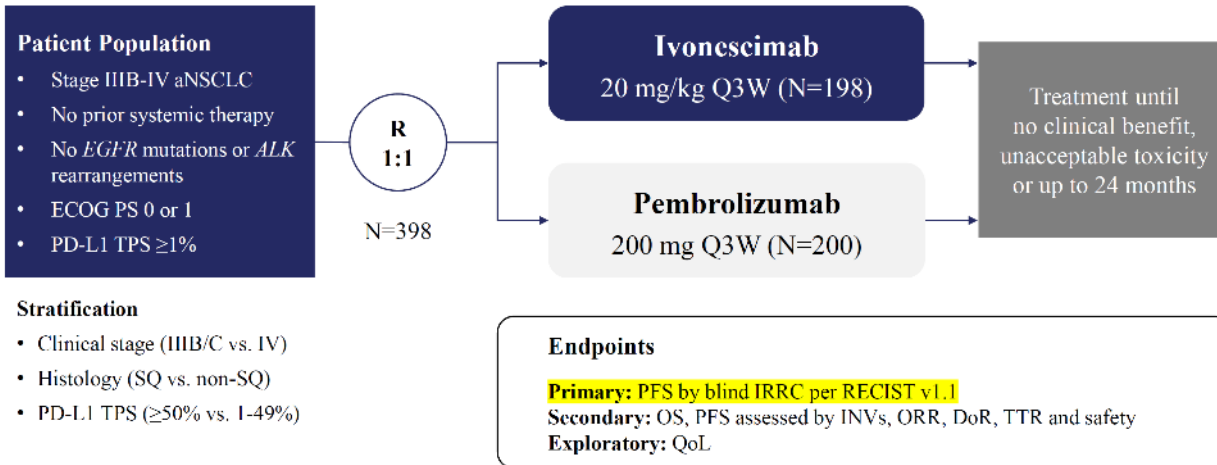 Patient Population
• Stage IIIB-IV aNSCLC
• No prior systemic therapy
• No EGFR mutations or ALK
rearrangements
• ECOG PS 0 or 1
• PD-L1 TPS ≥1%
Stratification
• Clinical stage (IIIB/C vs. IV)
• Histology (SQ vs. non-SQ)
• PD-L1 TPS (≥50% vs. 1-49%)
R
1:1
N=398
Ivonescimab
20 mg/kg Q3W (N=198)
Pembrolizumab
200 mg Q3W (N=200)
Treatment until
no clinical benefit,
unacceptable toxicity
or up to 24 months
Endpoints
Primary: PFS by blind IRRC per RECIST v1.1
Secondary: OS, PFS assessed by INVs, ORR, DoR, TTR and safety
Exploratory: QoL